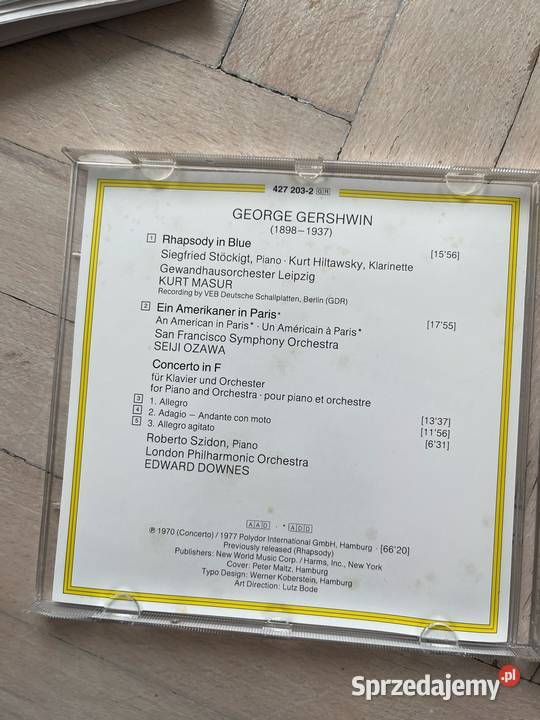 427 203-2 GH
GEORGE GERSHWIN
(1898–1937)
1 Rhapsody in Blue [15'56]
Siegfried Stöckigt, Piano · Kurt Hiltawsky, Klarinette
Gewandhausorchester Leipzig
KURT MASUR
Recording by VEB Deutsche Schallplatten, Berlin (GDR)
2 Ein Amerikaner in Paris*
An American in Paris* · Un Américain à Paris* [17'55]
San Francisco Symphony Orchestra
SEIJI OZAWA
Concerto in F
für Klavier und Orchester
for Piano and Orchestra · pour piano et orchestre
3 1. Allegro [13'37]
4 2. Adagio – Andante con moto [11'56]
5 3. Allegro agitato [6'31]
Roberto Szidon, Piano
London Philharmonic Orchestra
EDWARD DOWNES
AAD · * ADD
℗ 1970 (Concerto) / 1977 Polydor International GmbH, Hamburg · [66'20]
Previously released (Rhapsody)
Publishers: New World Music Corp. / Harms, Inc., New York
Cover: Peter Maltz, Hamburg
Typo Design: Werner Koberstein, Hamburg
Art Direction: Lutz Bode
Sprzedajemy.pl